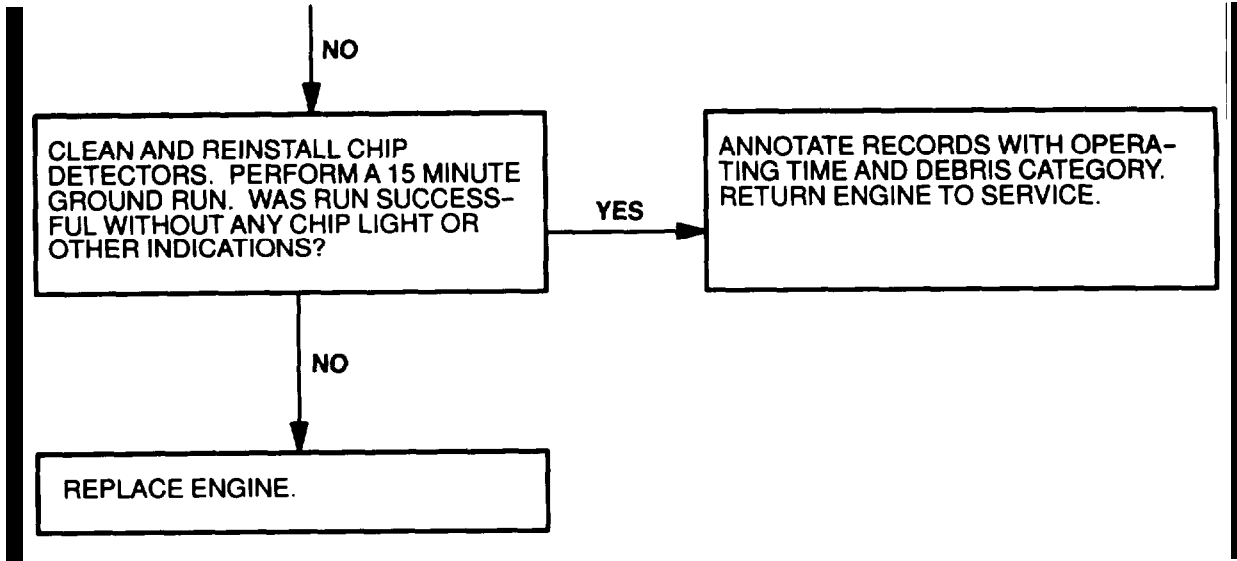 NO
CLEAN AND REINSTALL CHIP
DETECTORS. PERFORM A 15 MINUTE
GROUND RUN. WAS RUN SUCCESS-
FUL WITHOUT ANY CHIP LIGHT OR
OTHER INDICATIONS?
YES
ANNOTATE RECORDS WITH OPERA-
TING TIME AND DEBRIS CATEGORY.
RETURN ENGINE TO SERVICE.
NO
REPLACE ENGINE.